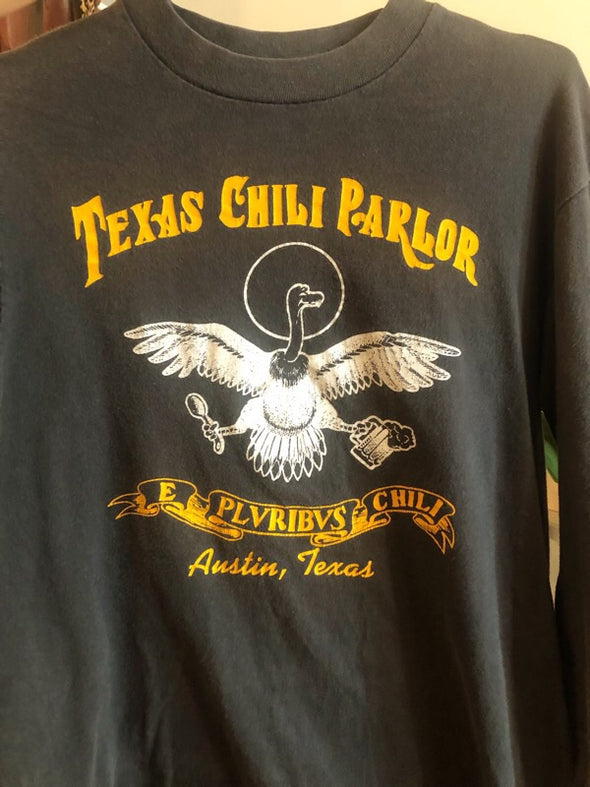 TEXAS CHILI PARLOR
E PLVRIBVS CHILI
Austin, Texas